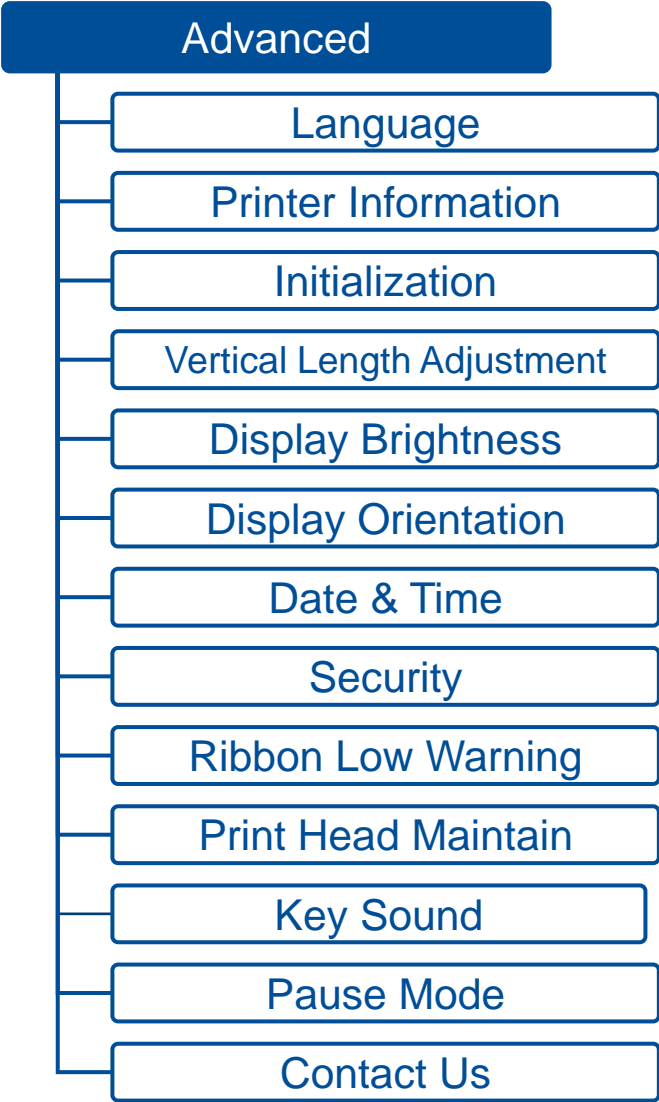 Advanced
Language
Printer Information
Initialization
Vertical Length Adjustment
Display Brightness
Display Orientation
Date & Time
Security
Ribbon Low Warning
Print Head Maintain
Key Sound
Pause Mode
Contact Us